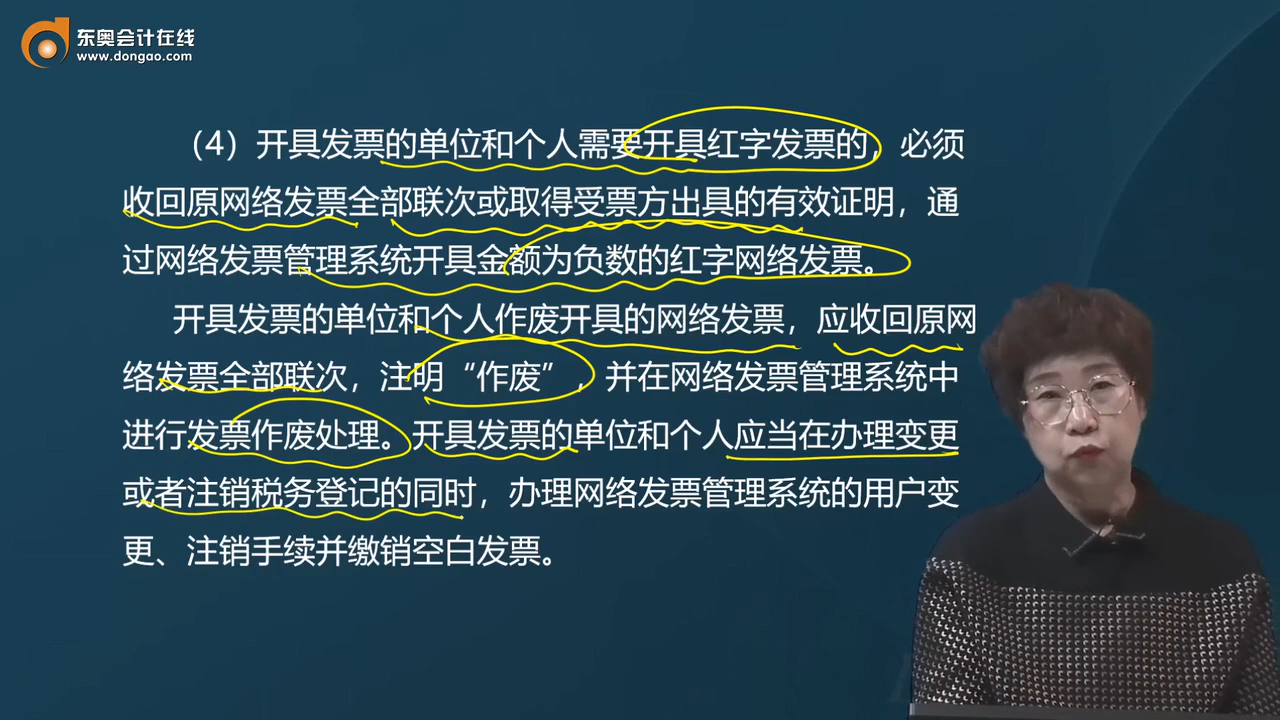 东奥会计在线
www.dongao.com
（4）开具发票的单位和个人需要开具红字发票的，必须
收回原网络发票全部联次或取得受票方出具的有效证明，通
过网络发票管理系统开具金额为负数的红字网络发票。
开具发票的单位和个人作废开具的网络发票，应收回原网
络发票全部联次，注明“作废”，并在网络发票管理系统中
进行发票作废处理。开具发票的单位和个人应当在办理变更
或者注销税务登记的同时，办理网络发票管理系统的用户变
更、注销手续并缴销空白发票。